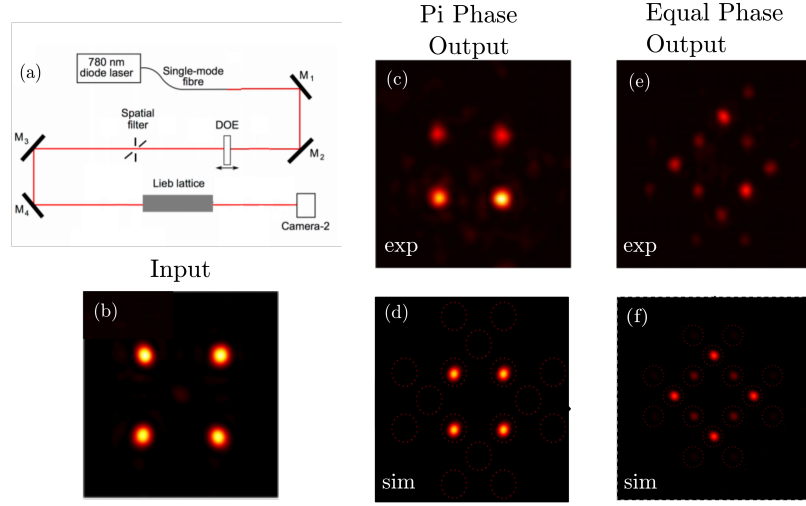 Pi Phase
Output
Equal Phase
Output
(a)
780 nm
diode laser
Single-mode
fibre
M1
Spatial
filter
DOE
M3
M2
Lieb lattice
M4
Camera-2
(c)
exp
(e)
exp
Input
(b)
(d)
sim
(f)
sim